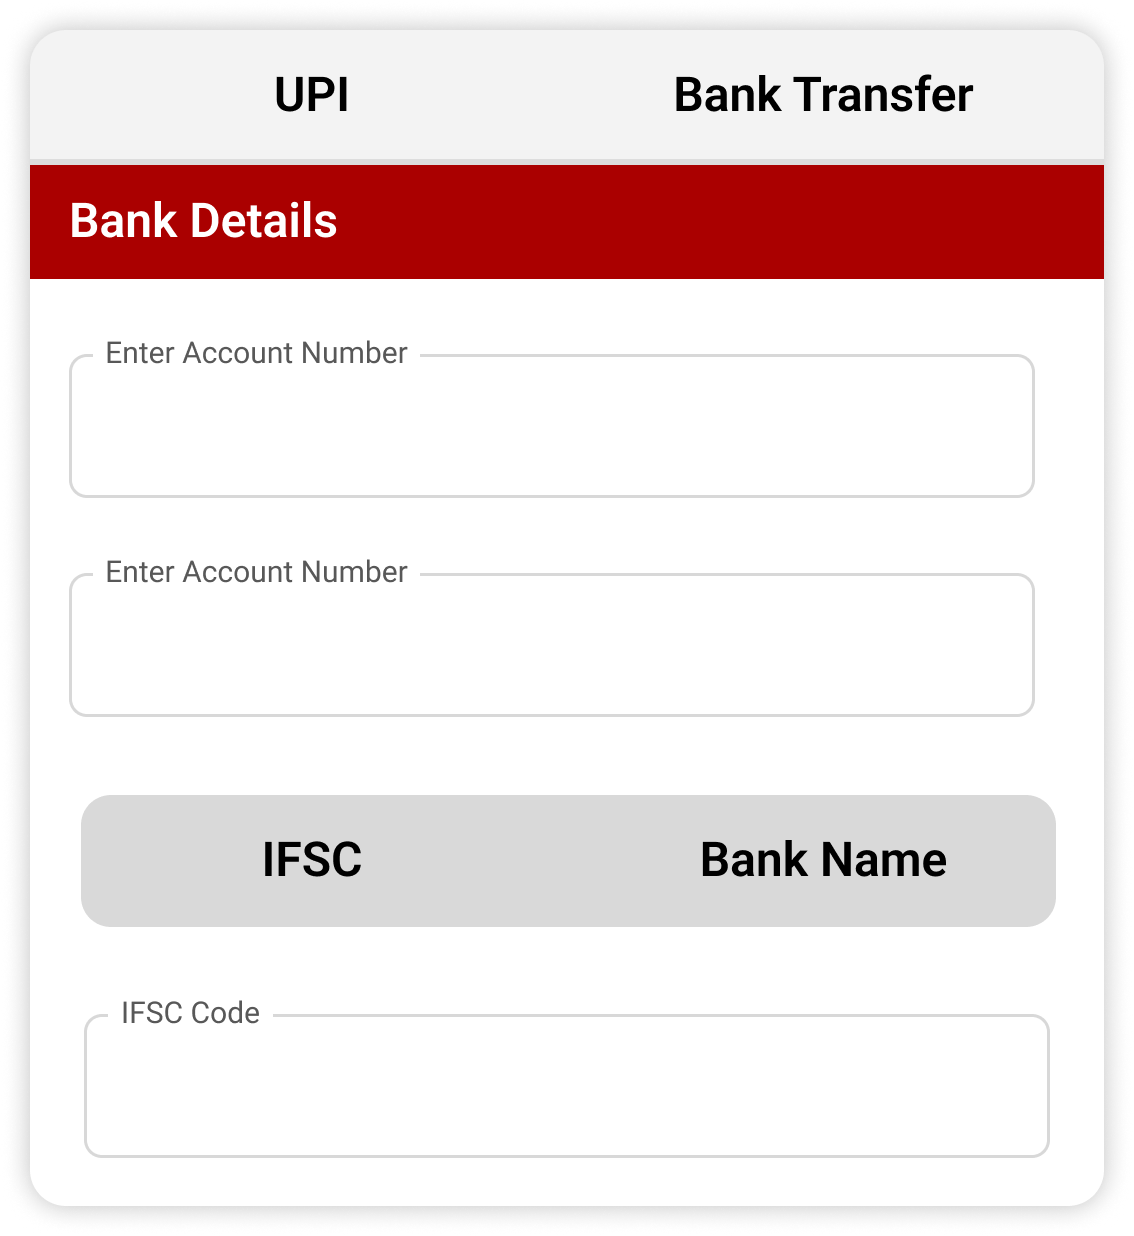 UPI Bank Transfer
Bank Details
Enter Account Number
Enter Account Number
IFSC Bank Name
IFSC Code